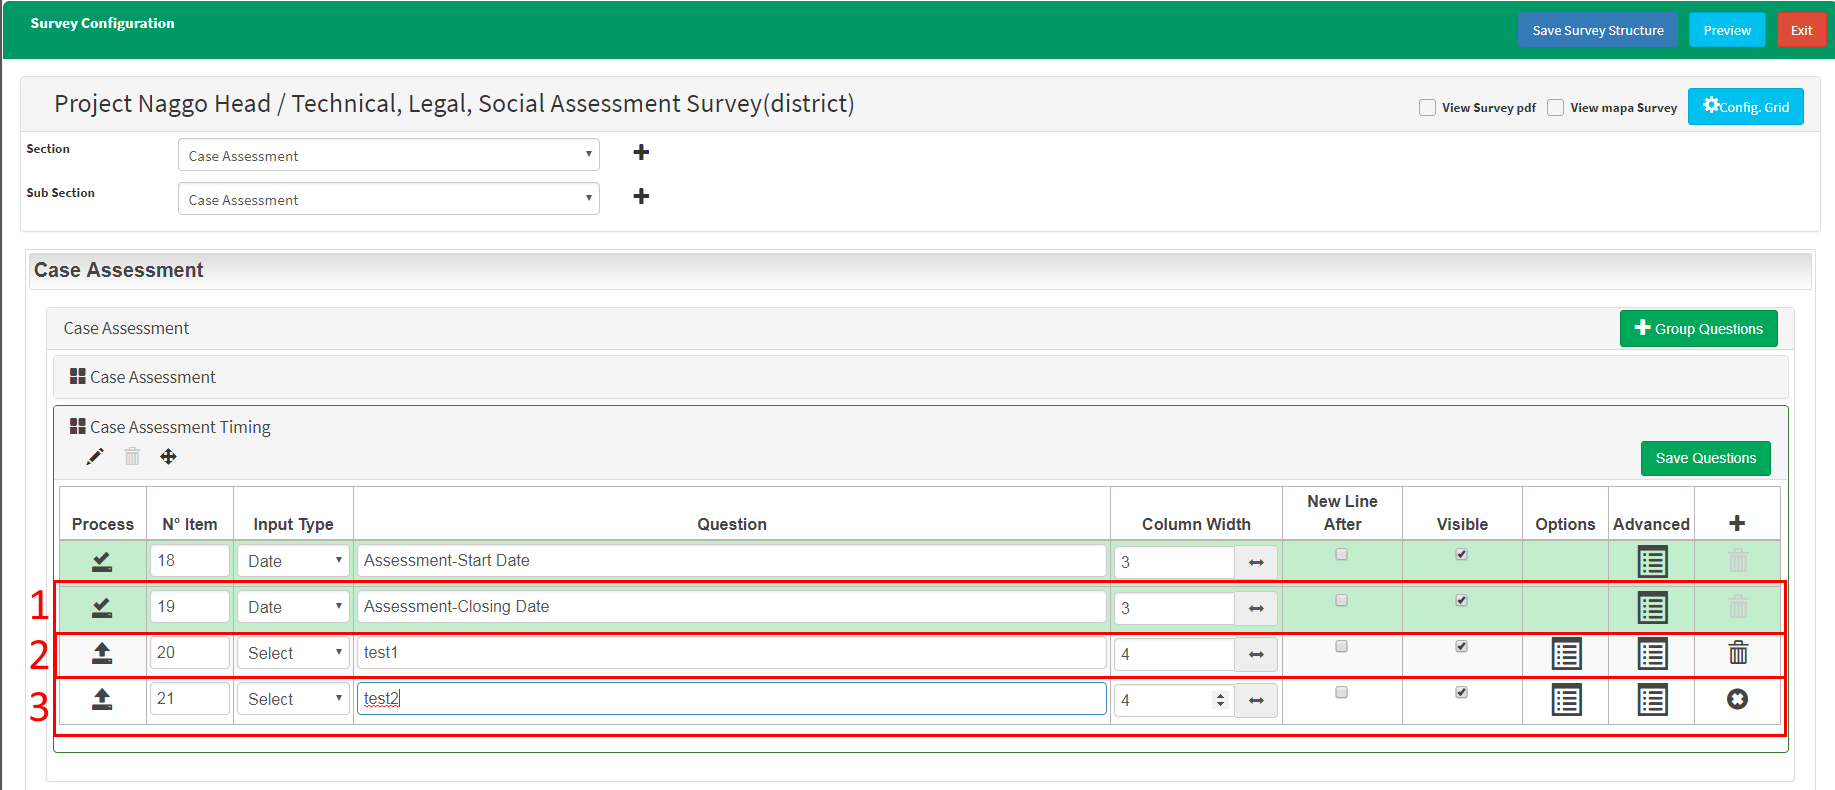 Survey Configuration
Save Survey Structure Preview Exit
Project Naggo Head / Technical, Legal, Social Assessment Survey(district)
View Survey pdf View mapa Survey Config. Grid
Section Case Assessment
Sub Section Case Assessment
Case Assessment
Case Assessment Group Questions
Case Assessment
Case Assessment Timing
Save Questions
Process N° Item Input Type Question Column Width New Line After Visible Options Advanced
18 Date Assessment-Start Date 3
1 19 Date Assessment-Closing Date 3
2 20 Select test1 4
3 21 Select test2 4